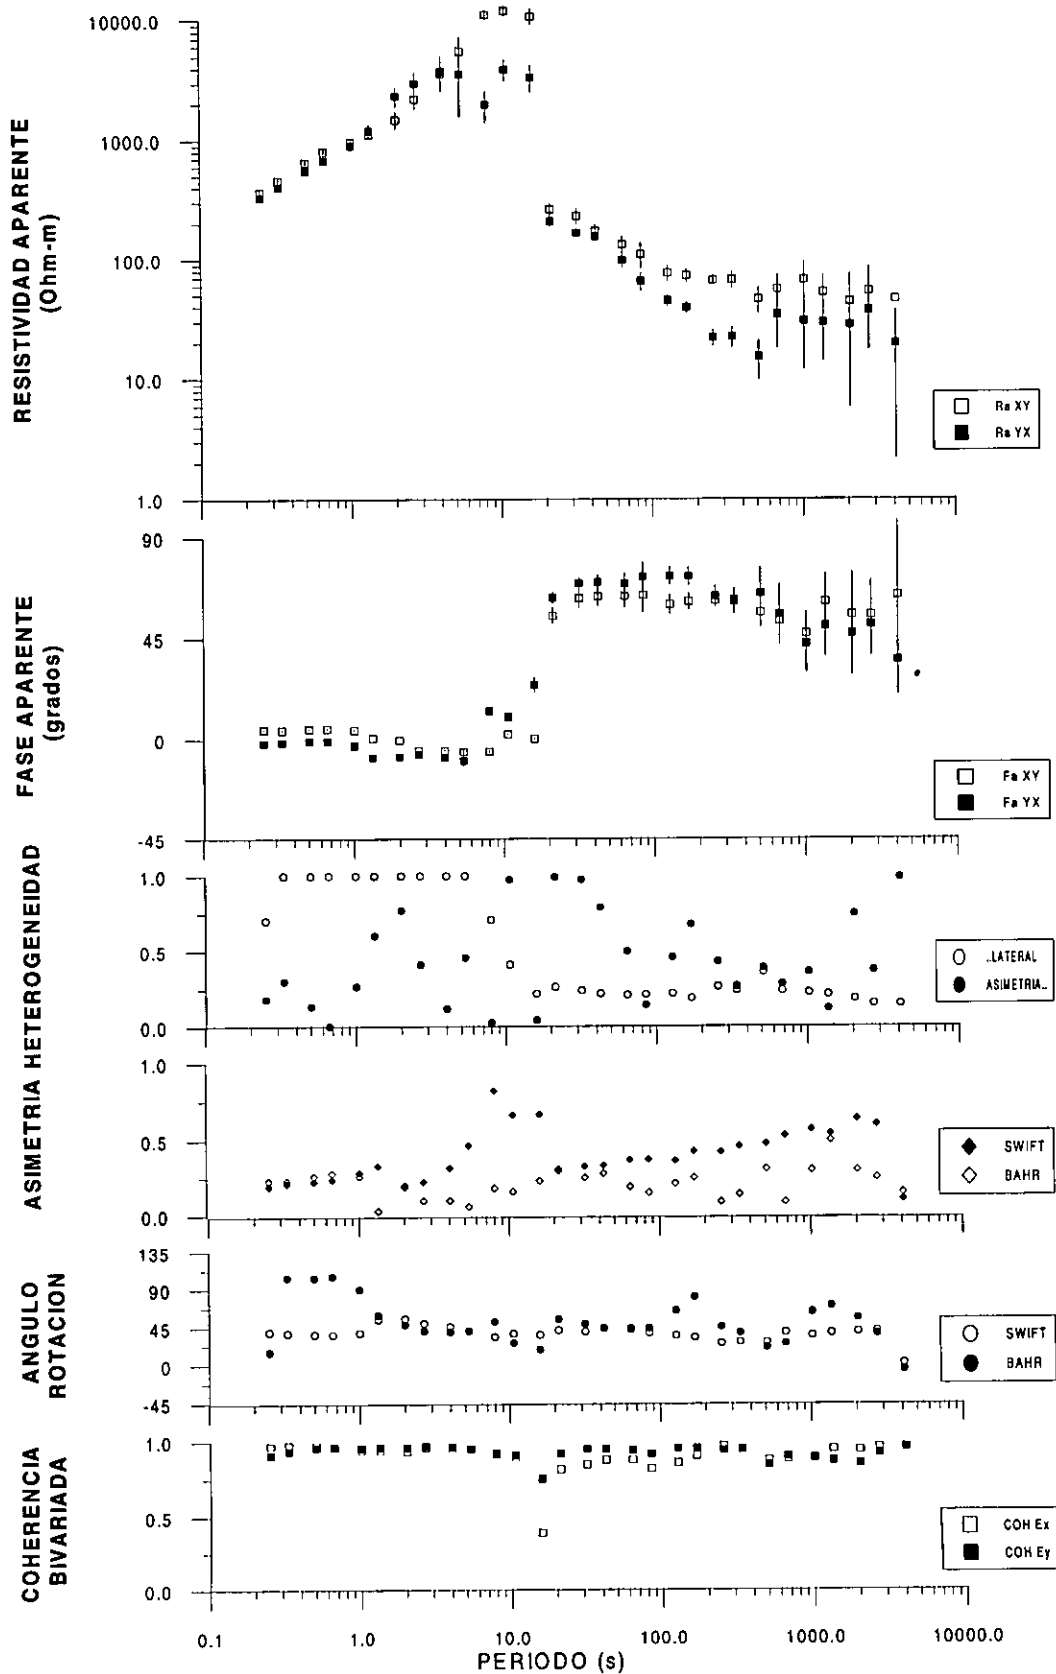 RESISTIVIDAD APARENTE
(Ohm-m)
10000.0
1000.0
100.0
10.0
1.0
Ra XY
Ra YX
FASE APARENTE
(grados)
90
45
0
-45
Fa XY
Fa YX
ASIMETRIA HETEROGENEIDAD
1.0
0.5
0.0
..LATERAL
ASIMETRIA..
1.0
0.5
0.0
SWIFT
BAHR
ANGULO
ROTACION
135
90
45
0
-45
SWIFT
BAHR
COHERENCIA
BIVARIADA
1.0
0.5
0.0
COH Ex
COH Ey
0.1 1.0 10.0 100.0 1000.0 10000.0
PERIODO (s)